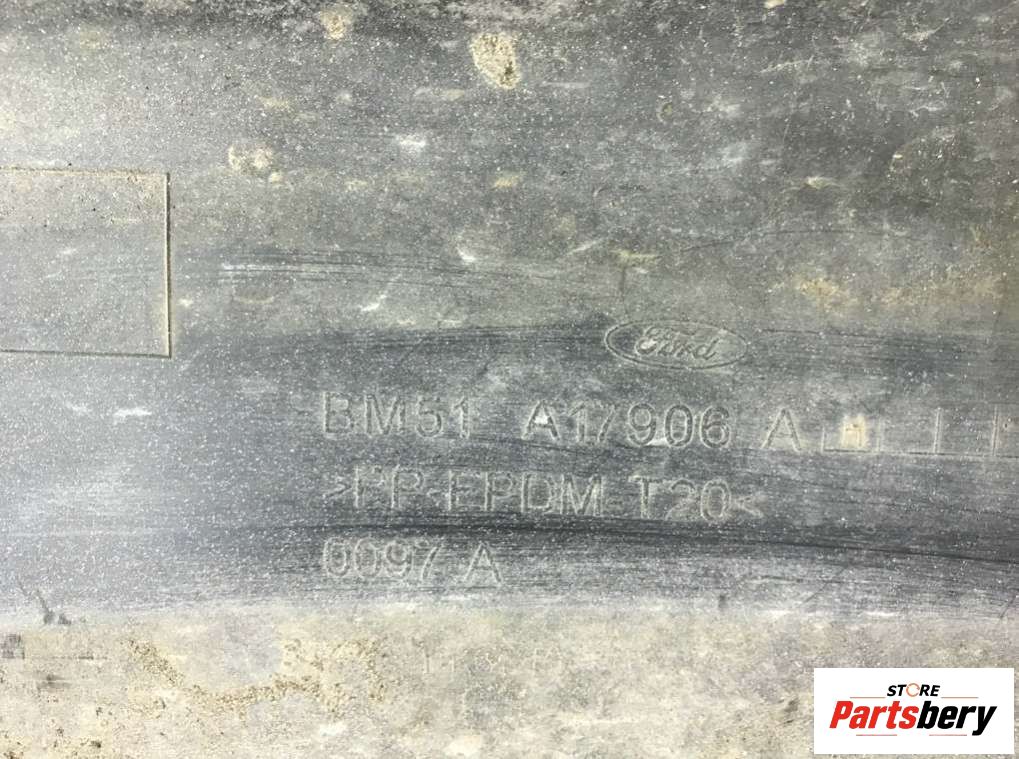 Ford
BM51 A17906 A
>PP-EPDM T20<
0097 A
STORE
Partsbery